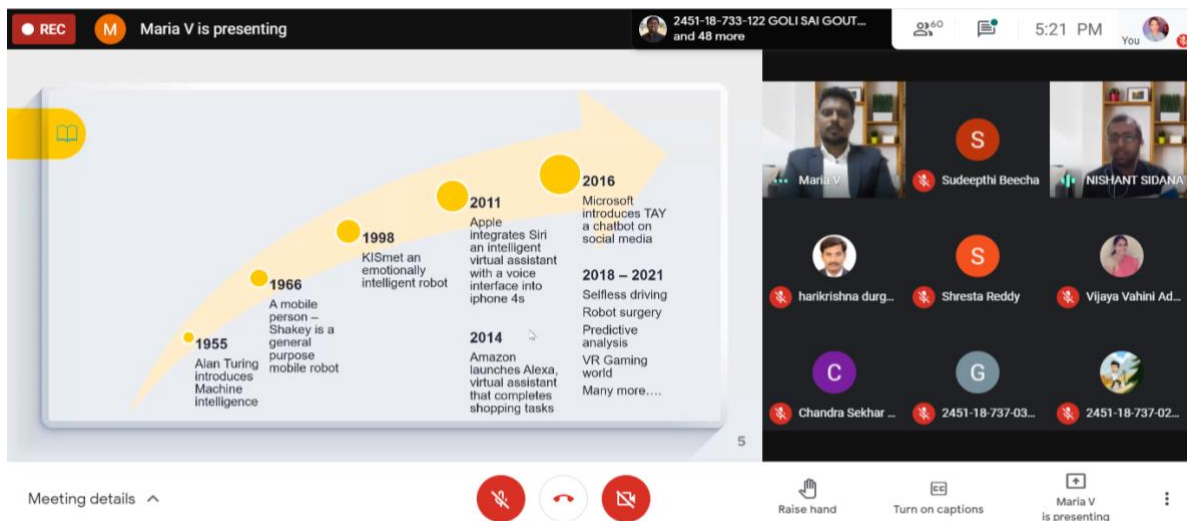 REC
M
Maria V is presenting
2451-18-733-122 GOLI SAI GOUT...
and 48 more
60
5:21 PM
You
1955
Alan Turing
introduces
Machine
intelligence
1966
A mobile
person –
Shakey is a
general
purpose
mobile robot
1998
KISmet an
emotionally
intelligent robot
2011
Apple
integrates Siri
an intelligent
virtual assistant
with a voice
interface into
iphone 4s
2014
Amazon
launches Alexa,
virtual assistant
that completes
shopping tasks
2016
Microsoft
introduces TAY
a chatbot on
social media
2018 – 2021
Selfless driving
Robot surgery
Predictive
analysis
VR Gaming
world
Many more….
5
Maria V
S
Sudeepthi Beecha
NISHANT SIDANA
harikrishna durg...
S
Shresta Reddy
Vijaya Vahini Ad...
C
Chandra Sekhar ...
G
2451-18-737-03...
2451-18-737-02...
Meeting details
Raise hand
CC
Turn on captions
Maria V
is presenting